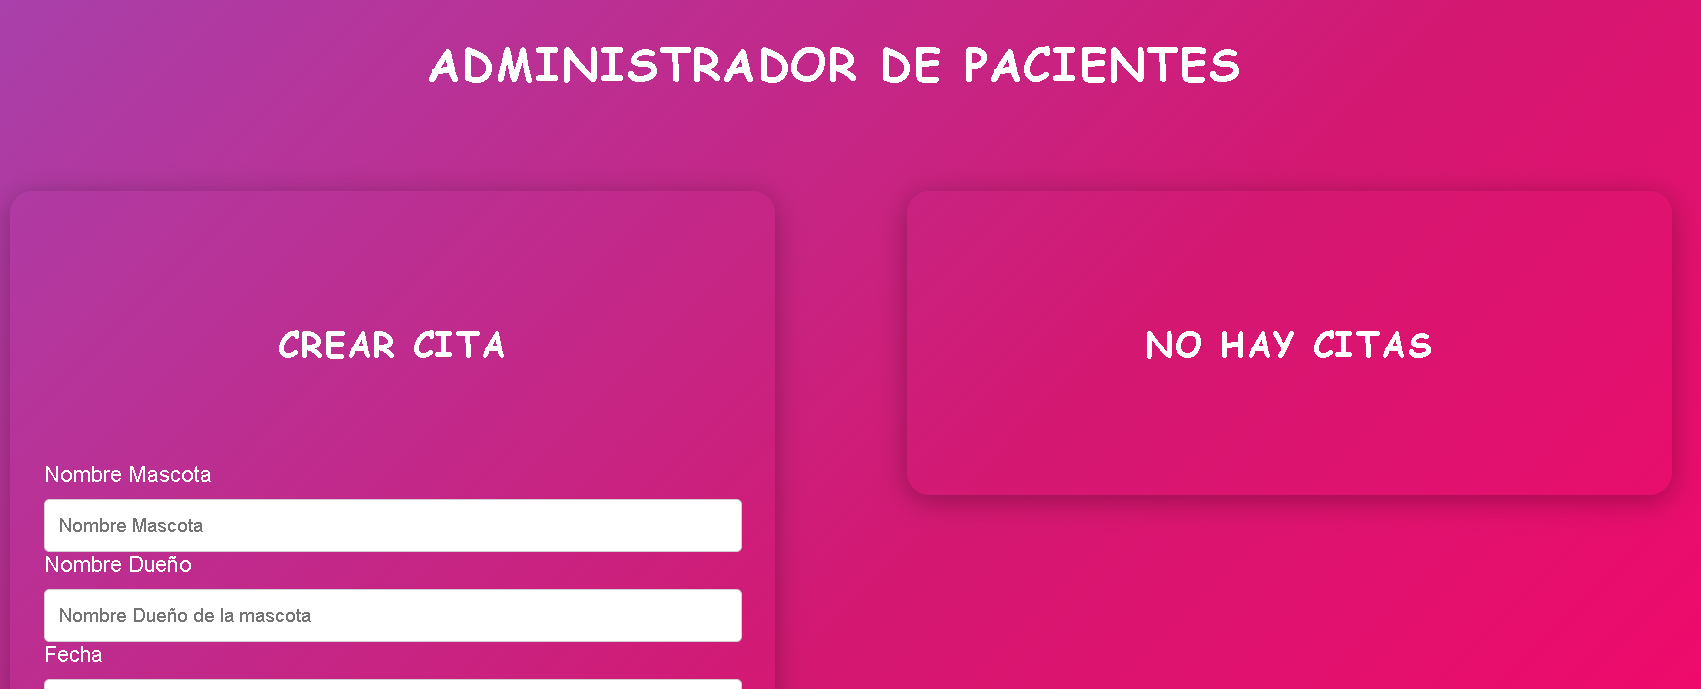 ADMINISTRADOR DE PACIENTES
CREAR CITA
Nombre Mascota
Nombre Mascota
Nombre Dueño
Nombre Dueño de la mascota
Fecha
NO HAY CITAS